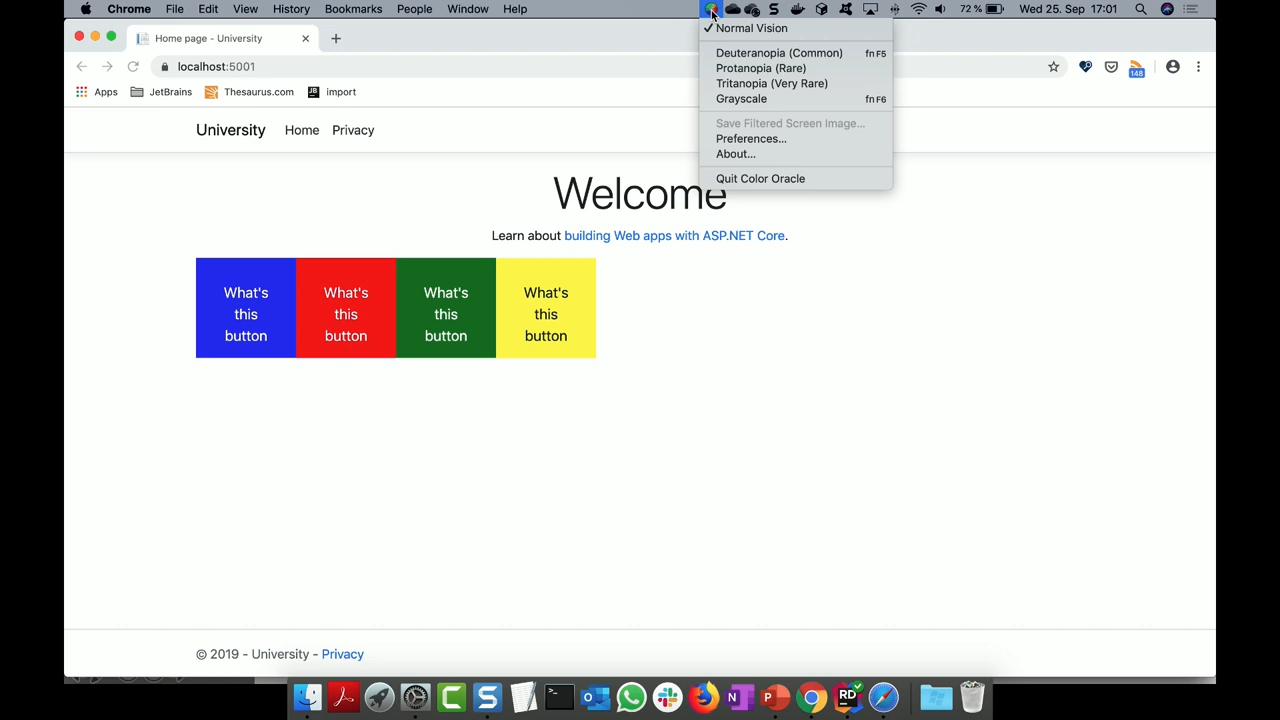 Chrome File Edit View History Bookmarks People Window Help 72 % Wed 25. Sep 17:01
✓ Normal Vision
Deuteranopia (Common) fn F5
Protanopia (Rare)
Tritanopia (Very Rare)
Grayscale fn F6
Save Filtered Screen Image...
Preferences...
About...
Quit Color Oracle
Home page - University
localhost:5001
148
Apps JetBrains Thesaurus.com JB import
University Home Privacy
Welcome
Learn about building Web apps with ASP.NET Core.
What's What's What's What's
this this this this
button button button button
© 2019 - University - Privacy
RD